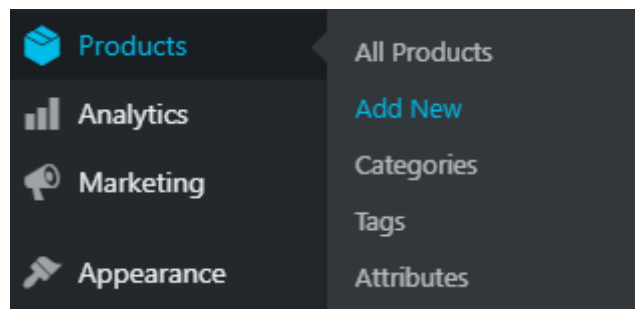 Products
Analytics
Marketing
Appearance
All Products
Add New
Categories
Tags
Attributes